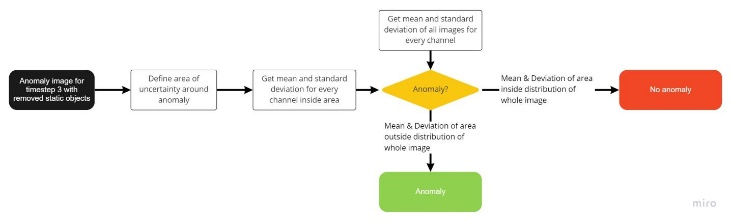 Get mean and standard
deviation of all images for
every channel
Anomaly image for
timestep 3 with
removed static objects
Define area of
uncertainty around
anomaly
Get mean and standard
deviation for every
channel inside area
Anomaly?
Mean & Deviation of area
inside distribution of
whole image
No anomaly
Mean & Deviation of area
outside distribution of
whole image
Anomaly
miro